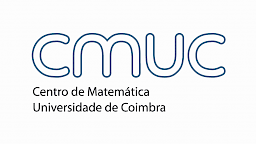 cmuc
Centro de Matemática
Universidade de Coimbra